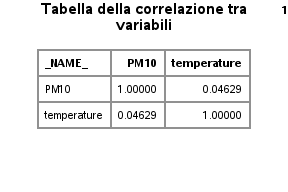 Tabella della correlazione tra 1
variabili
_NAME_ PM10 temperature
PM10 1.00000 0.04629
temperature 0.04629 1.00000